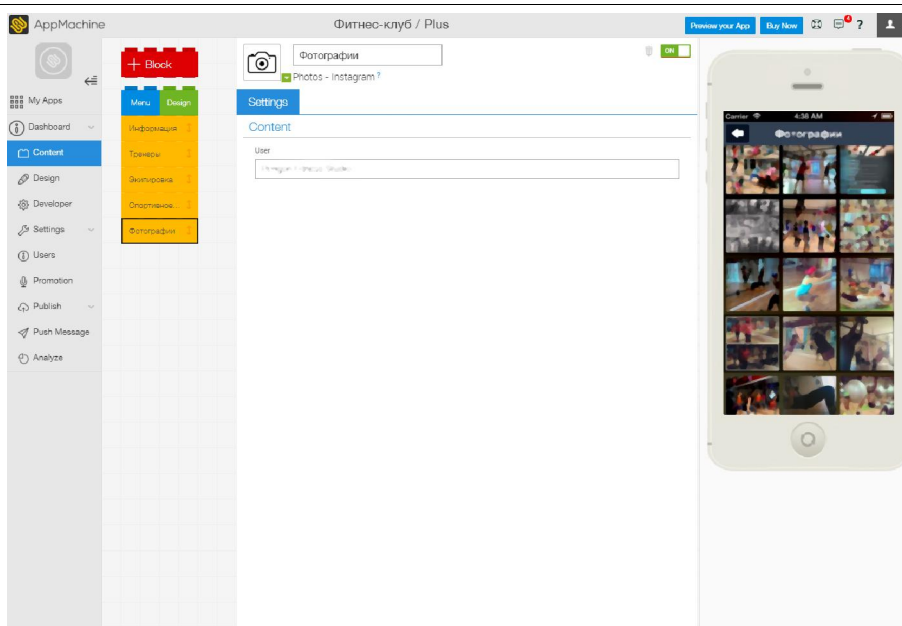 AppMachine
Фитнес-клуб / Plus
Preview your App
Buy Now
4
?
+ Block
Menu
Design
Информация
Тренеры
Экипировка
Спортивное...
Фотографии
My Apps
Dashboard
Content
Design
Developer
Settings
Users
Promotion
Publish
Push Message
Analyze
Фотографии
ON
Photos - Instagram ?
Settings
Content
User
Carrier 4:38 AM
Фотографии